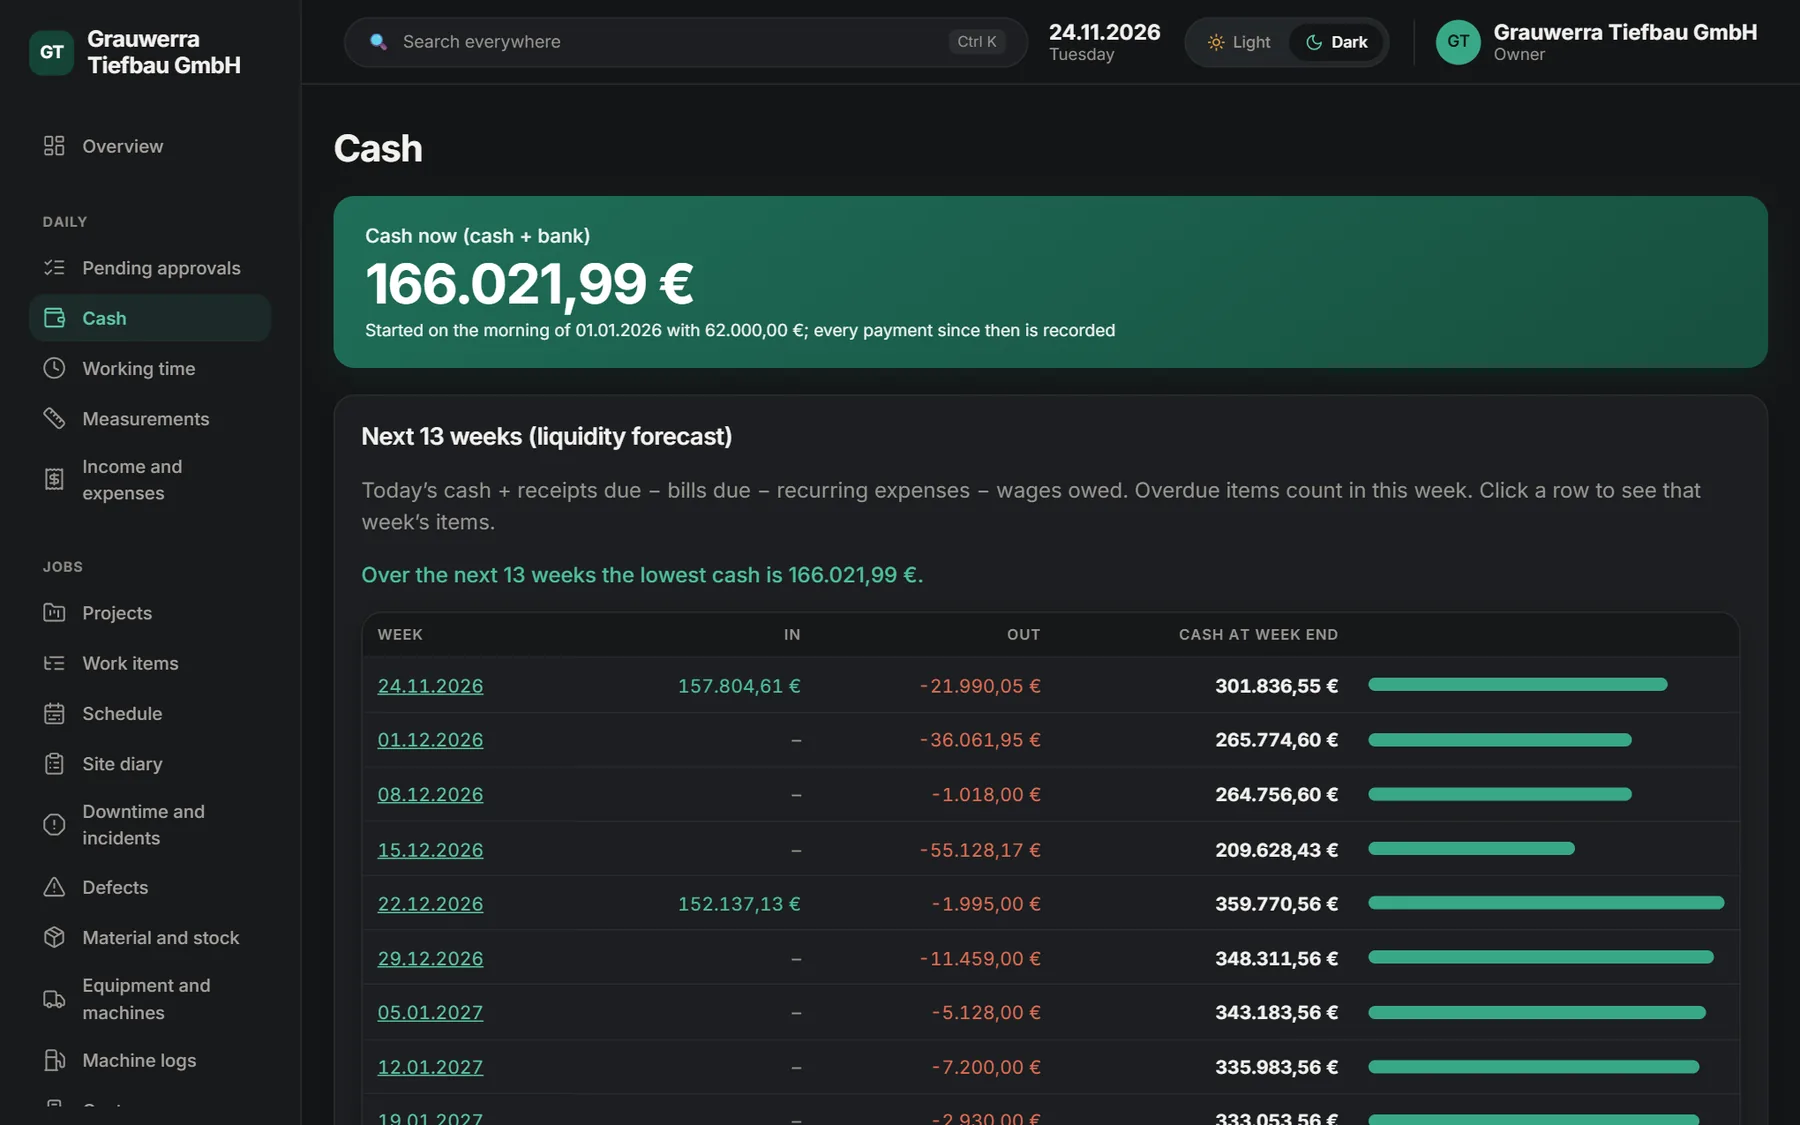 GT
Grauwerra
Tiefbau GmbH
Search everywhere
Ctrl K
24.11.2026
Tuesday
Light
Dark
GT
Grauwerra Tiefbau GmbH
Owner
Overview
DAILY
Pending approvals
Cash
Working time
Measurements
Income and
expenses
JOBS
Projects
Work items
Schedule
Site diary
Downtime and
incidents
Defects
Material and stock
Equipment and
machines
Machine logs
Cash
Cash now (cash + bank)
166.021,99 €
Started on the morning of 01.01.2026 with 62.000,00 €; every payment since then is recorded
Next 13 weeks (liquidity forecast)
Today’s cash + receipts due − bills due − recurring expenses − wages owed. Overdue items count in this week. Click a row to see that
week’s items.
Over the next 13 weeks the lowest cash is 166.021,99 €.
WEEK IN OUT CASH AT WEEK END
24.11.2026 157.804,61 € -21.990,05 € 301.836,55 €
01.12.2026 – -36.061,95 € 265.774,60 €
08.12.2026 – -1.018,00 € 264.756,60 €
15.12.2026 – -55.128,17 € 209.628,43 €
22.12.2026 152.137,13 € -1.995,00 € 359.770,56 €
29.12.2026 – -11.459,00 € 348.311,56 €
05.01.2027 – -5.128,00 € 343.183,56 €
12.01.2027 – -7.200,00 € 335.983,56 €
19.01.2027 – -2.930,00 € 333.053,56 €